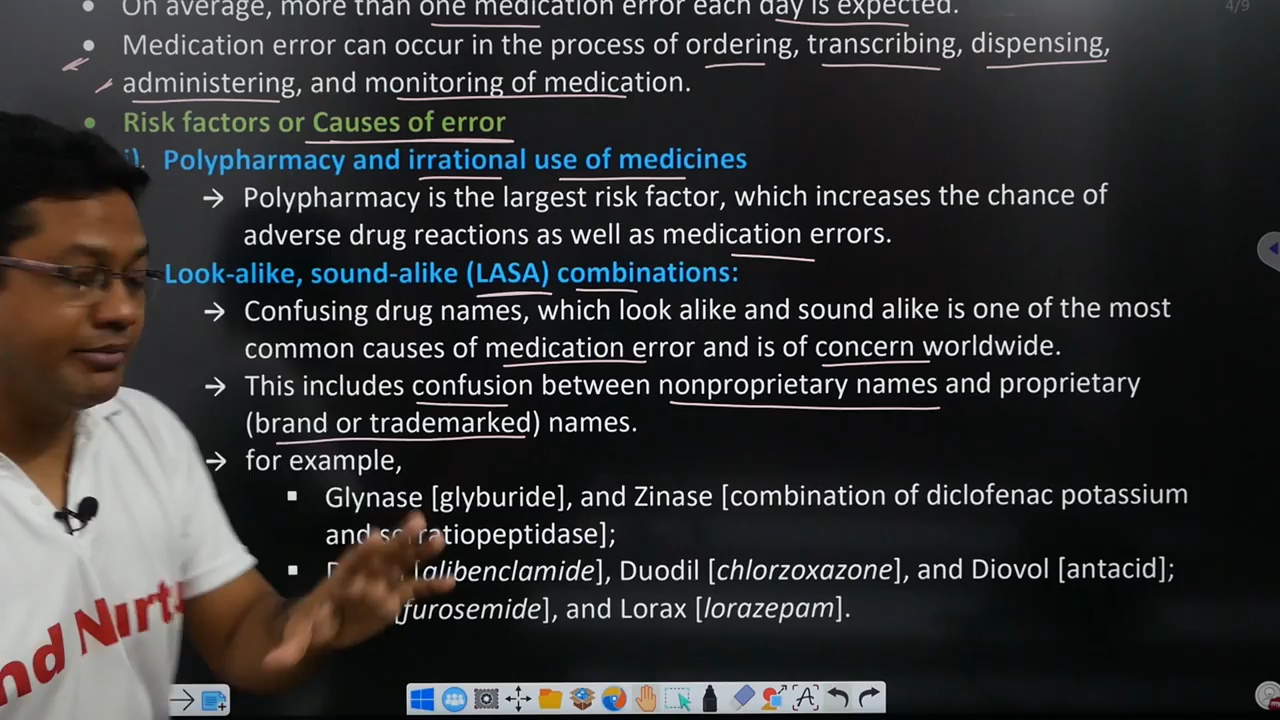 On average, more than one medication error each day is expected.
4/9
• Medication error can occur in the process of ordering, transcribing, dispensing,
administering, and monitoring of medication.
• Risk factors or Causes of error
i). Polypharmacy and irrational use of medicines
→ Polypharmacy is the largest risk factor, which increases the chance of
adverse drug reactions as well as medication errors.
Look-alike, sound-alike (LASA) combinations:
→ Confusing drug names, which look alike and sound alike is one of the most
common causes of medication error and is of concern worldwide.
→ This includes confusion between nonproprietary names and proprietary
(brand or trademarked) names.
→ for example,
▪ Glynase [glyburide], and Zinase [combination of diclofenac potassium
and serratiopeptidase];
▪ [glibenclamide], Duodil [chlorzoxazone], and Diovol [antacid];
[furosemide], and Lorax [lorazepam].
nd